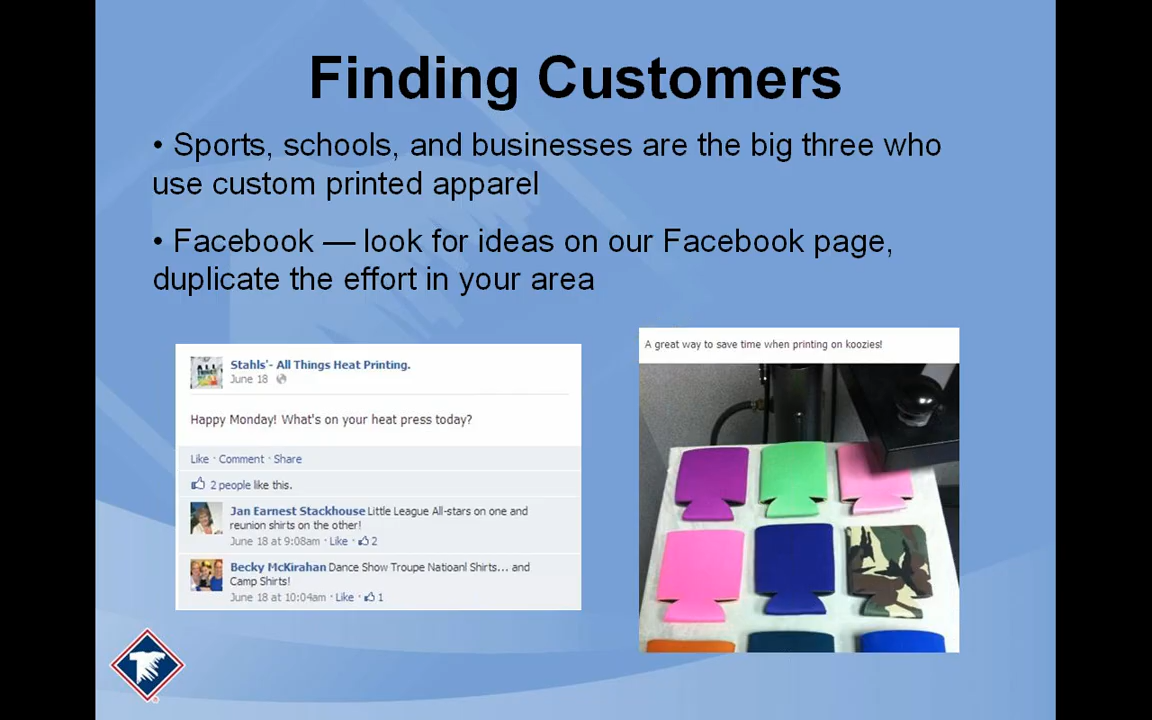 Finding Customers
• Sports, schools, and businesses are the big three who
use custom printed apparel
• Facebook — look for ideas on our Facebook page,
duplicate the effort in your area
Stahls'- All Things Heat Printing.
June 18
Happy Monday! What's on your heat press today?
Like · Comment · Share
2 people like this.
Jan Earnest Stackhouse Little League All-stars on one and
reunion shirts on the other!
June 18 at 9:08am · Like · 2
Becky McKirahan Dance Show Troupe Natioanl Shirts... and
Camp Shirts!
June 18 at 10:04am · Like · 1
A great way to save time when printing on koozies!